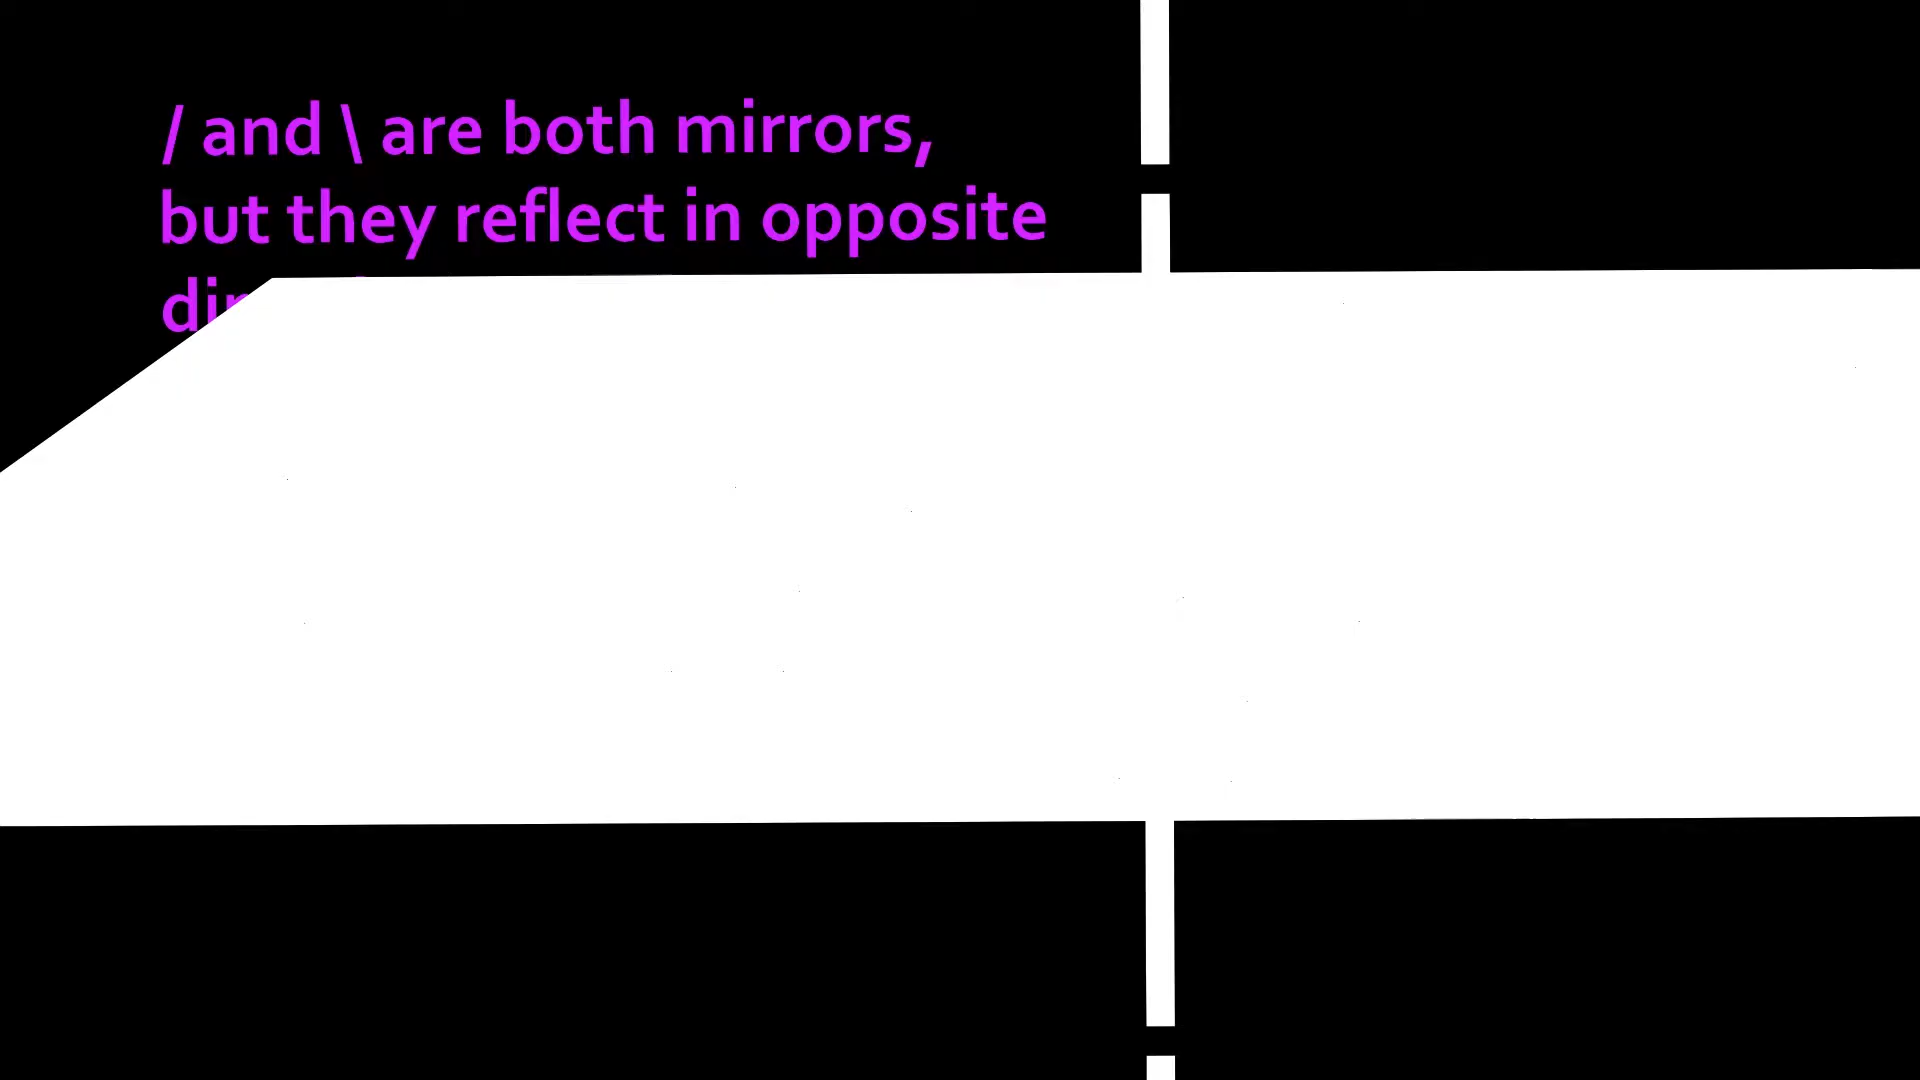 / and \ are both mirrors,
but they reflect in opposite